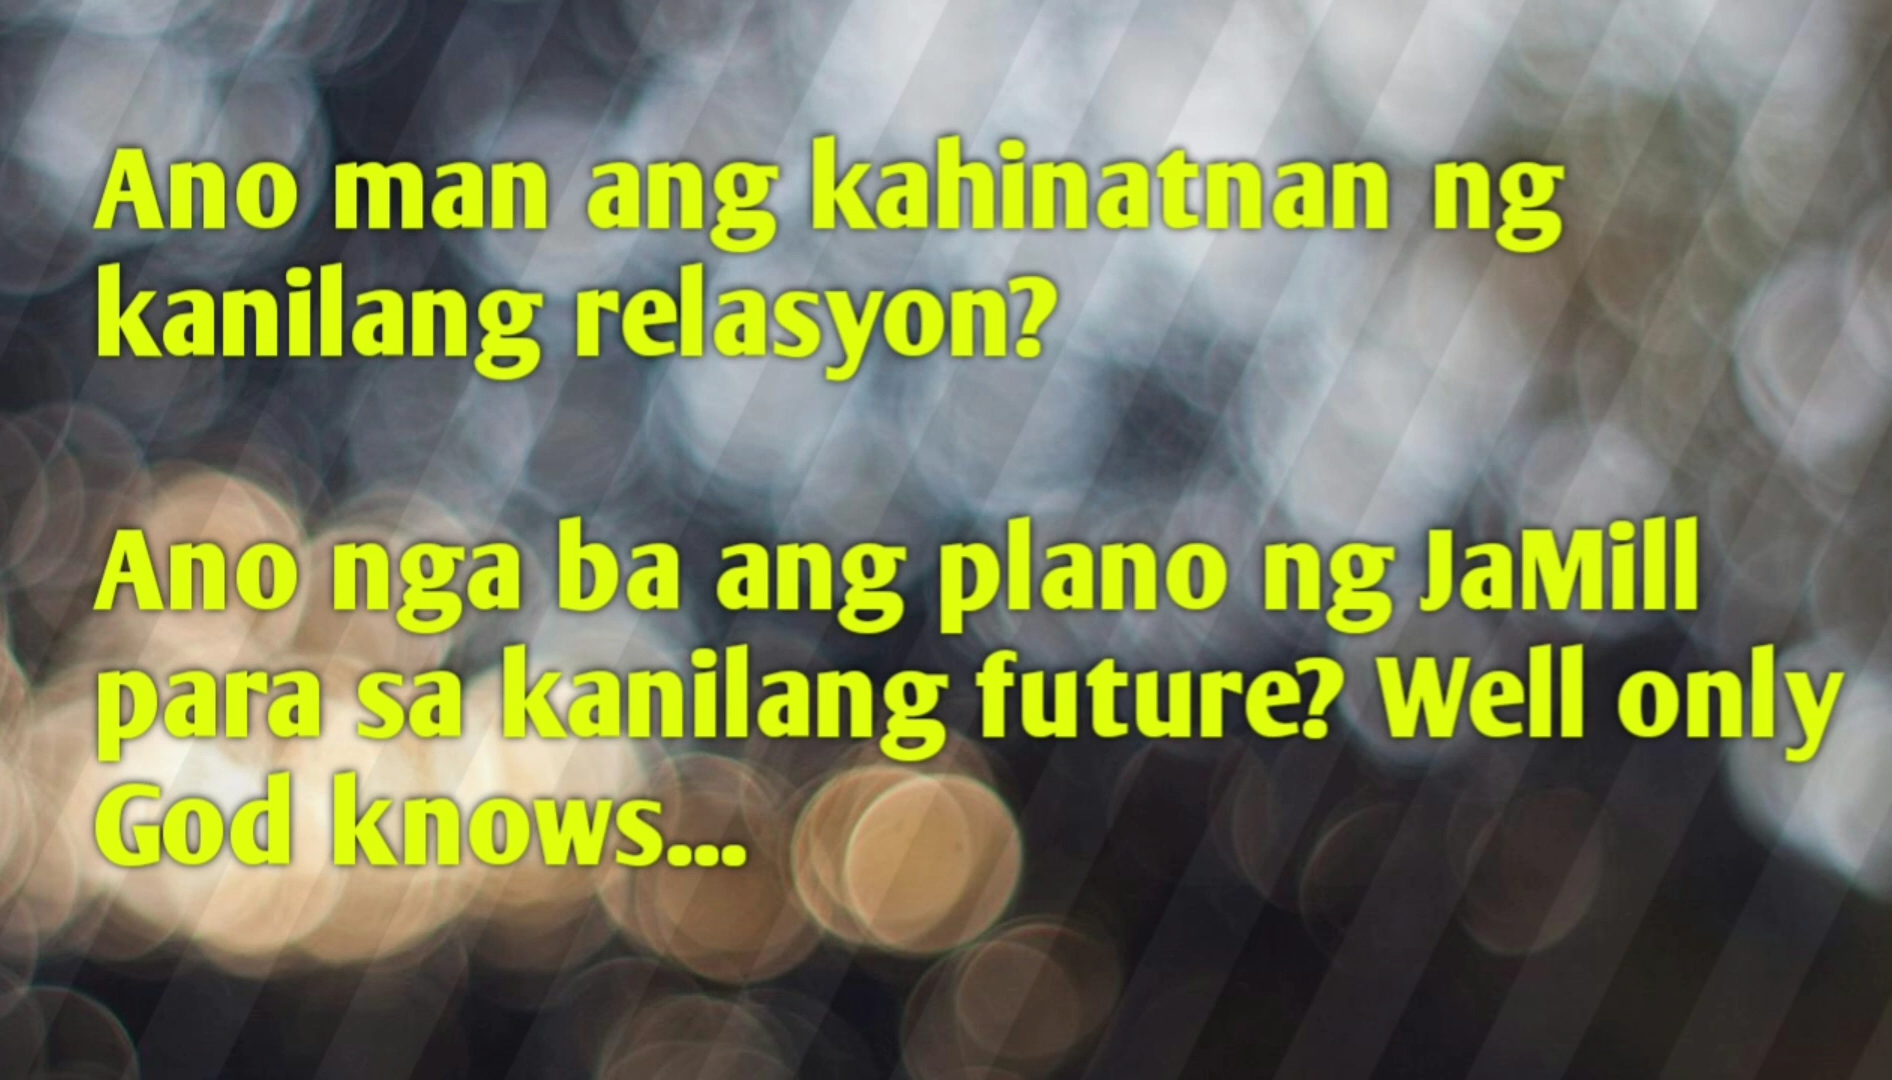 Ano man ang kahinatnan ng
kanilang relasyon?
Ano nga ba ang plano ng JaMill
para sa kanilang future? Well only
God knows...